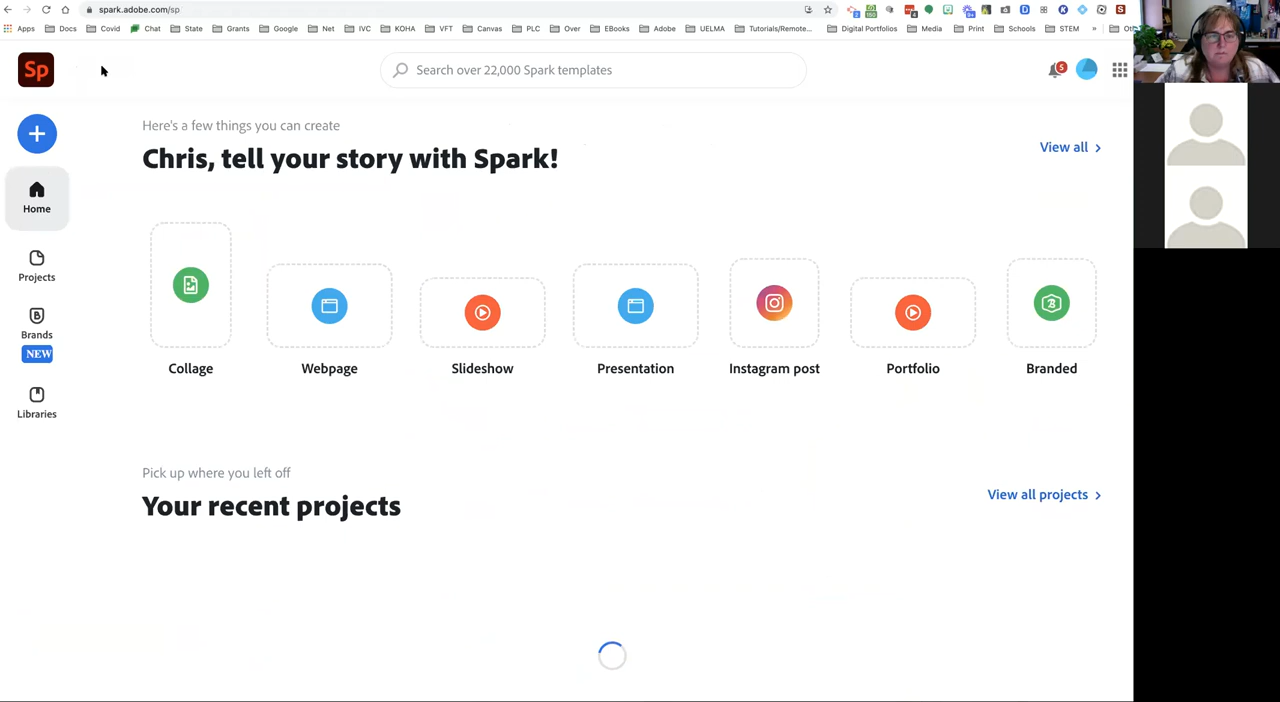 spark.adobe.com/sp
Apps Docs Covid Chat State Grants Google Net IVC KOHA VFT Canvas PLC Over EBooks Adobe UELMA Tutorials/Remote... Digital Portfolios Media Print Schools STEM » Oth
Sp
Search over 22,000 Spark templates
5
Here's a few things you can create
Chris, tell your story with Spark!
View all >
Home
Projects
Brands
NEW
Libraries
Collage
Webpage
Slideshow
Presentation
Instagram post
Portfolio
Branded
Pick up where you left off
Your recent projects
View all projects >